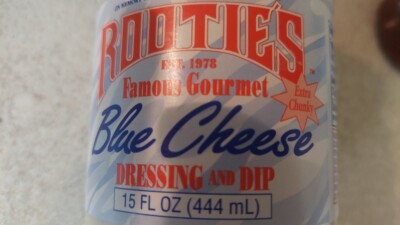 ROOTIE'S
EST. 1978
Famous Gourmet
Extra
Chunky
Blue Cheese
DRESSING AND DIP
15 FL OZ (444 mL)